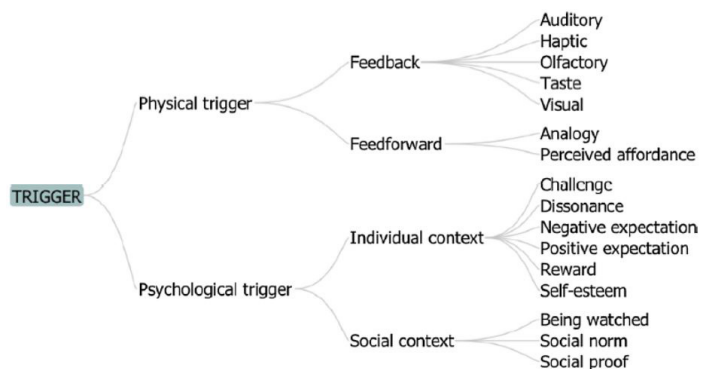 TRIGGER
Physical trigger
Feedback
Auditory
Haptic
Olfactory
Taste
Visual
Feedforward
Analogy
Perceived affordance
Psychological trigger
Individual context
Challenge
Dissonance
Negative expectation
Positive expectation
Reward
Self-esteem
Social context
Being watched
Social norm
Social proof